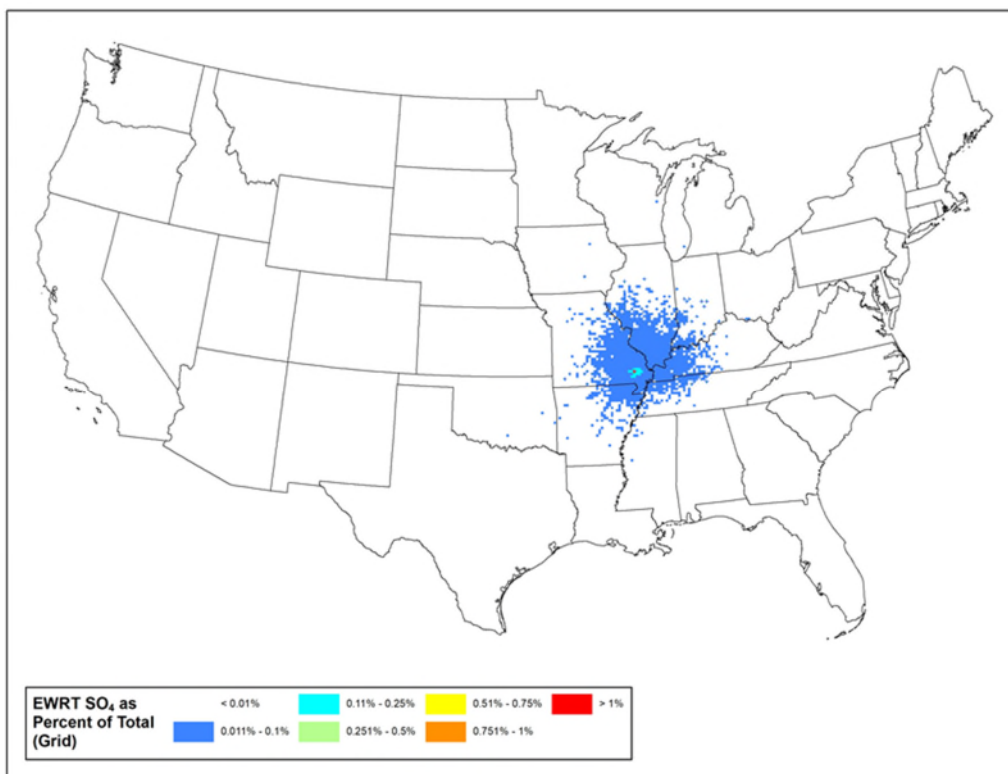 EWRT SO₄ as
Percent of Total
(Grid)
< 0.01%
0.011% - 0.1%
0.11% - 0.25%
0.251% - 0.5%
0.51% - 0.75%
0.751% - 1%
> 1%